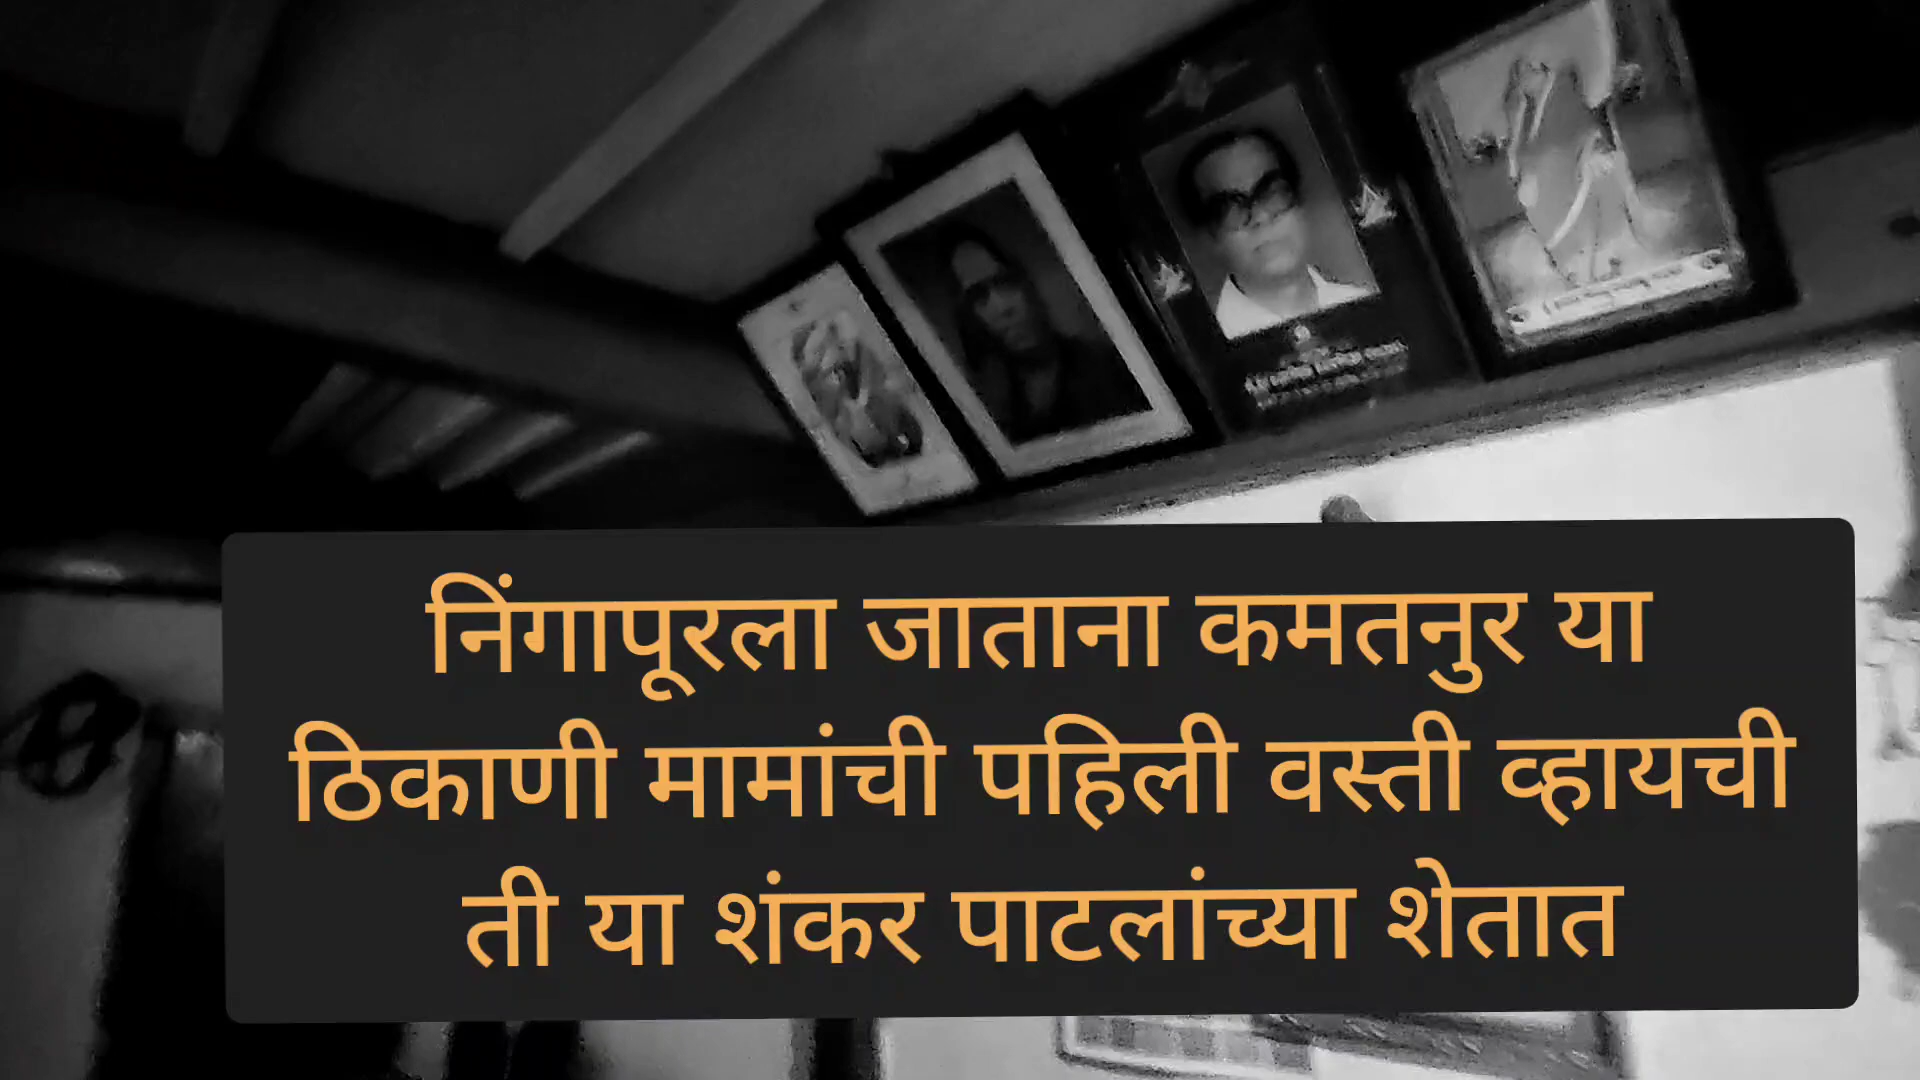 निंगापूरला जाताना कमतनुर या
ठिकाणी मामांची पहिली वस्ती व्हायची
ती या शंकर पाटलांच्या शेतात